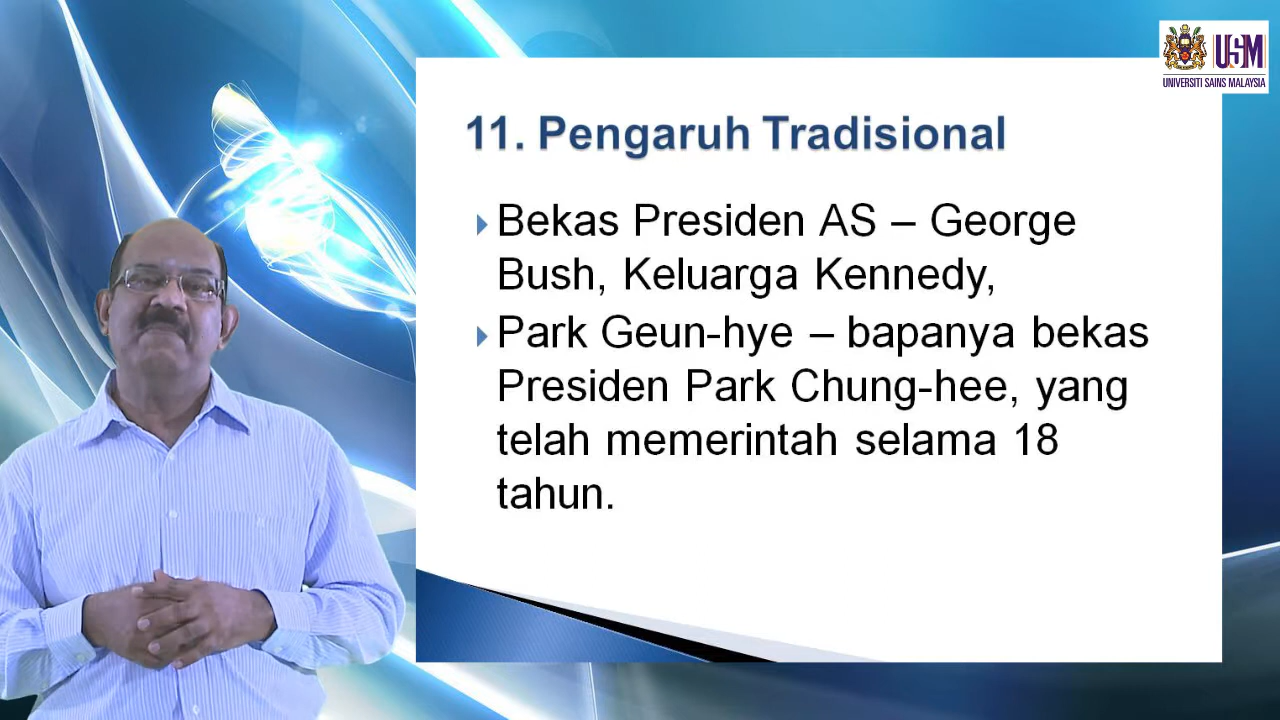 USM
UNIVERSITI SAINS MALAYSIA
11. Pengaruh Tradisional
Bekas Presiden AS – George
Bush, Keluarga Kennedy,
Park Geun-hye – bapanya bekas
Presiden Park Chung-hee, yang
telah memerintah selama 18
tahun.